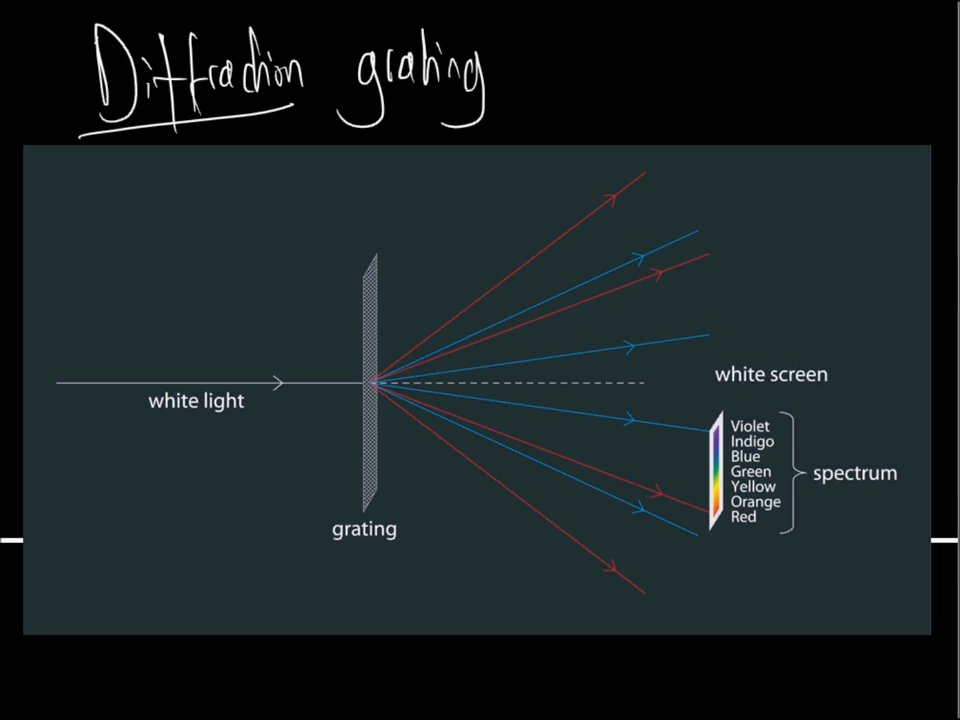 Diffraction grating
white light
grating
white screen
Violet
Indigo
Blue
Green
Yellow
Orange
Red
spectrum